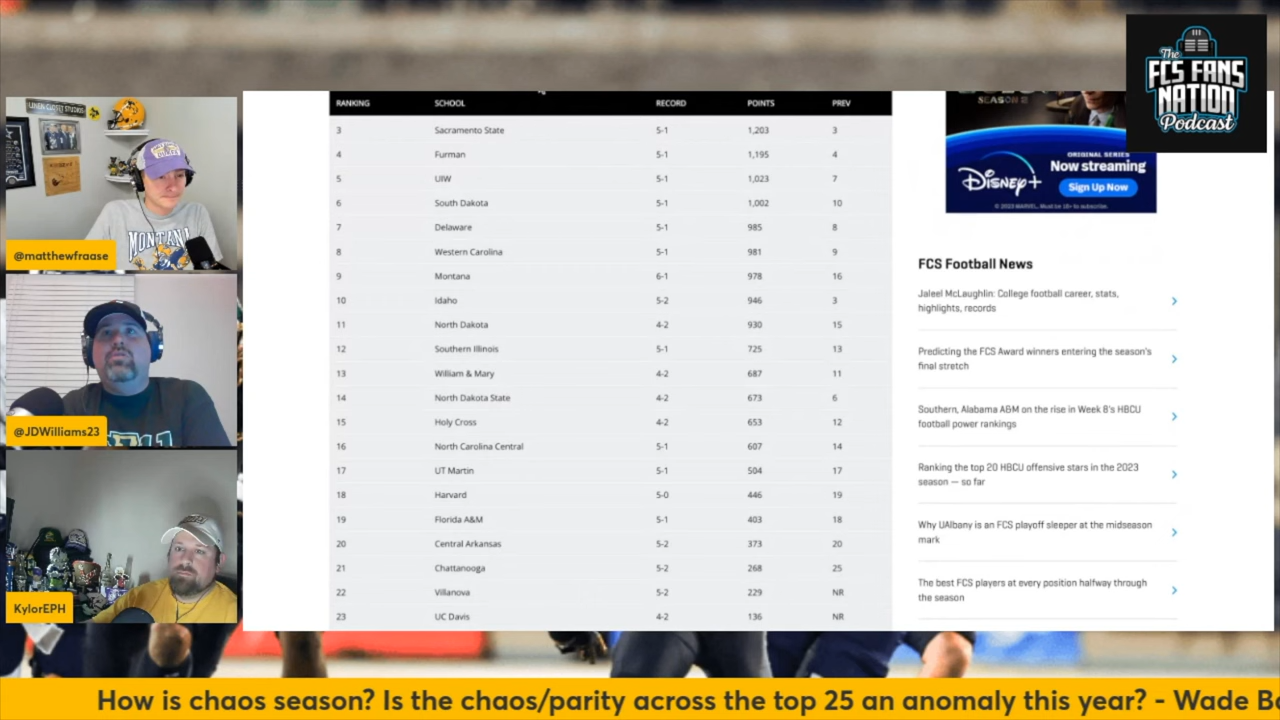 The
FCS FANS
NATION
Podcast
LINEN CLOSET STUDIOS
MONTANA
@matthewfraase
@JDWilliams23
KylorEPH
RANKING SCHOOL RECORD POINTS PREV
3 Sacramento State 5-1 1,203 3
4 Furman 5-1 1,195 4
5 UIW 5-1 1,023 7
6 South Dakota 5-1 1,002 10
7 Delaware 5-1 985 8
8 Western Carolina 5-1 981 9
9 Montana 6-1 978 16
10 Idaho 5-2 946 3
11 North Dakota 4-2 930 15
12 Southern Illinois 5-1 725 13
13 William & Mary 4-2 687 11
14 North Dakota State 4-2 673 6
15 Holy Cross 4-2 653 12
16 North Carolina Central 5-1 607 14
17 UT Martin 5-1 504 17
18 Harvard 5-0 446 19
19 Florida A&M 5-1 403 18
20 Central Arkansas 5-2 373 20
21 Chattanooga 5-2 268 25
22 Villanova 5-2 229 NR
23 UC Davis 4-2 136 NR
SEASON 2
ORIGINAL SERIES
Disney+ Now streaming
Sign Up Now
© 2023 MARVEL. Must be 18+ to subscribe.
FCS Football News
Jaleel McLaughlin: College football career, stats,
highlights, records
Predicting the FCS Award winners entering the season's
final stretch
Southern, Alabama A&M on the rise in Week 8's HBCU
football power rankings
Ranking the top 20 HBCU offensive stars in the 2023
season — so far
Why UAlbany is an FCS playoff sleeper at the midseason
mark
The best FCS players at every position halfway through
the season
How is chaos season? Is the chaos/parity across the top 25 an anomaly this year? - Wade